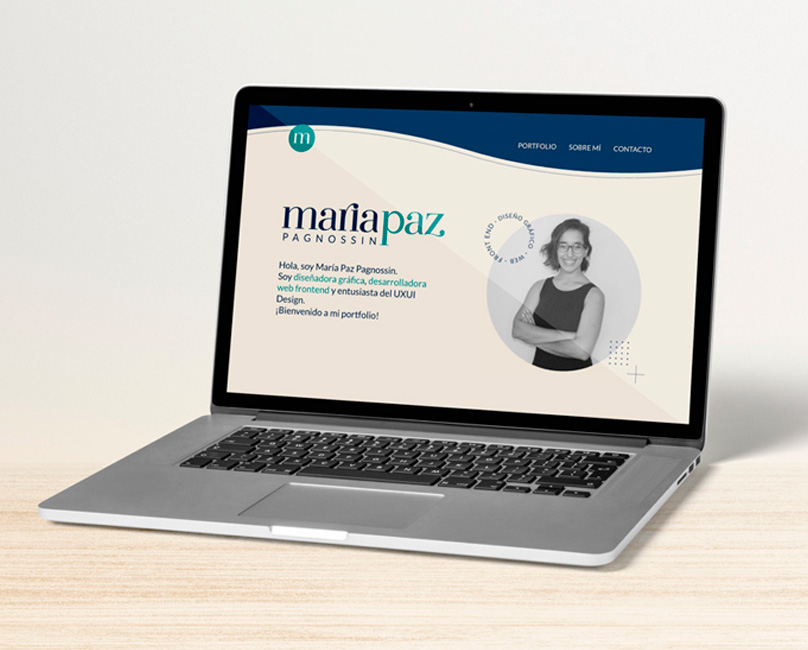 m
PORTFOLIO SOBRE MÍ CONTACTO
mariapaz
PAGNOSSIN
Hola, soy María Paz Pagnossin.
Soy diseñadora gráfica, desarrolladora
web frontend y entusiasta del UXUI
Design.
¡Bienvenido a mi portfolio!
FRONT END • DISEÑO GRÁFICO • WEB •